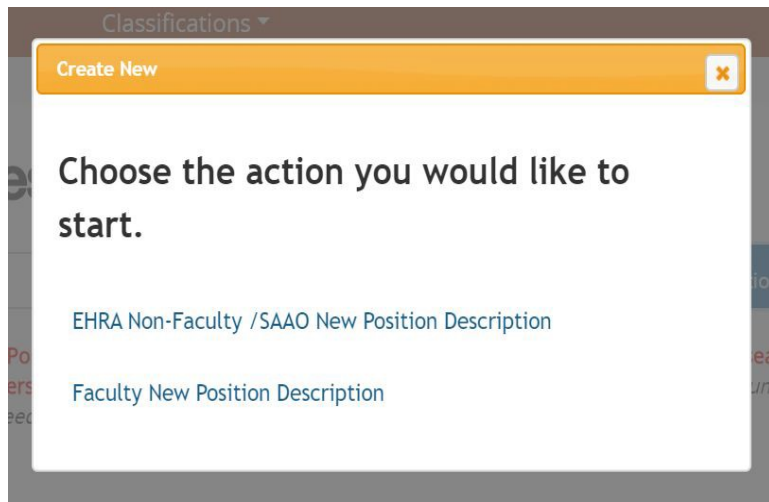 Classifications
Create New
Choose the action you would like to
start.
EHRA Non-Faculty /SAAO New Position Description
Faculty New Position Description